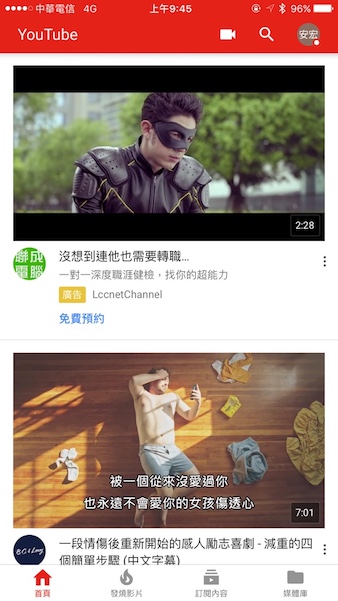 中華電信 4G 上午9:45 96%
YouTube
安宏
2:28
聯成
電腦
沒想到連他也需要轉職...
一對一深度職涯健檢，找你的超能力
廣告 LccnetChannel
免費預約
被一個從來沒愛過你
也永遠不會愛你的女孩傷透心
7:01
一段情傷後重新開始的感人勵志喜劇 - 減重的四
個簡單步驟 (中文字幕)
首頁 發燒影片 訂閱內容 媒體庫